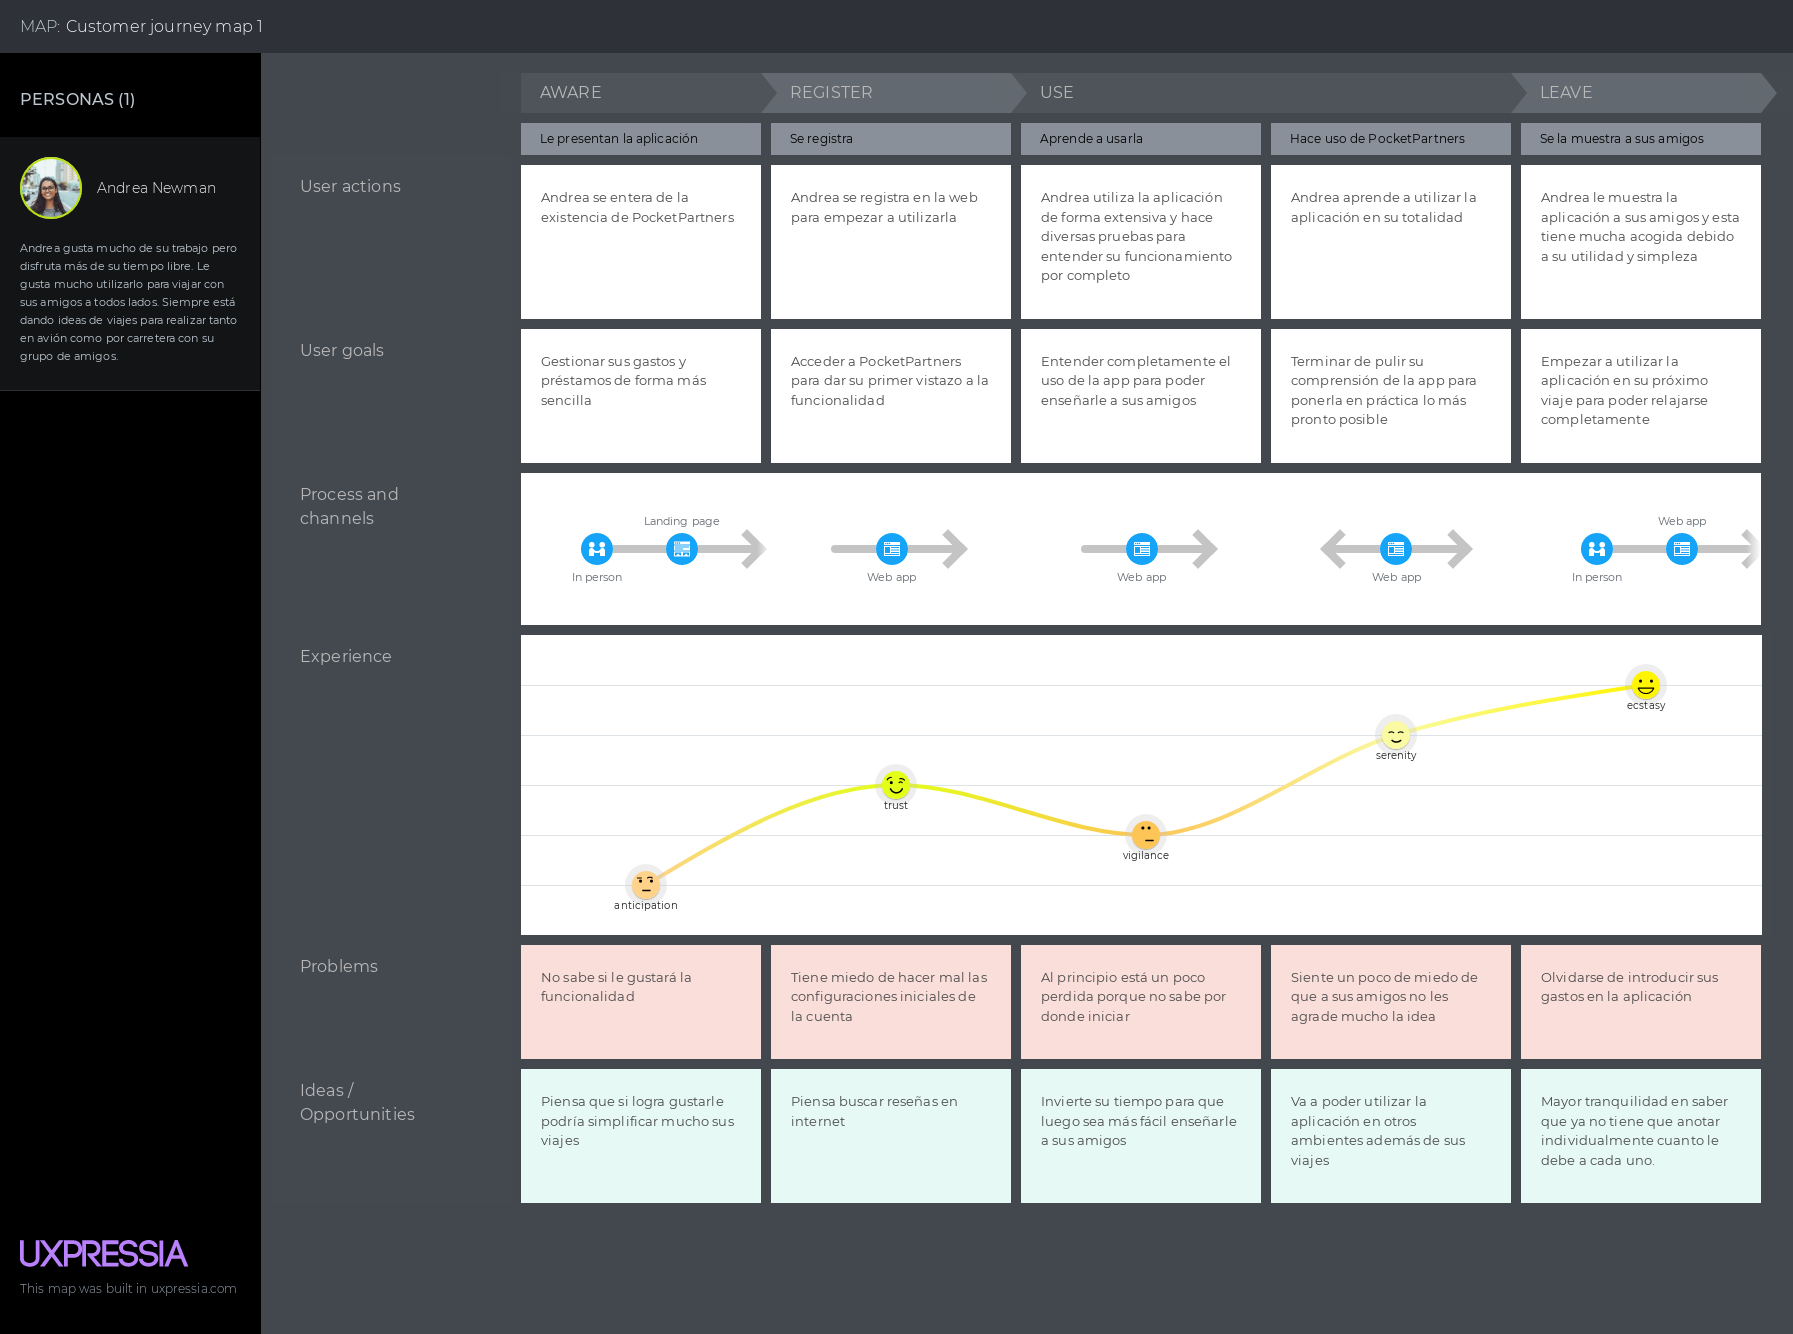 MAP: Customer journey map 1
PERSONAS (1)
Andrea Newman
Andrea gusta mucho de su trabajo pero
disfruta más de su tiempo libre. Le
gusta mucho utilizarlo para viajar con
sus amigos a todos lados. Siempre está
dando ideas de viajes para realizar tanto
en avión como por carretera con su
grupo de amigos.
AWARE
REGISTER
USE
LEAVE
Le presentan la aplicación
Se registra
Aprende a usarla
Hace uso de PocketPartners
Se la muestra a sus amigos
User actions
Andrea se entera de la
existencia de PocketPartners
Andrea se registra en la web
para empezar a utilizarla
Andrea utiliza la aplicación
de forma extensiva y hace
diversas pruebas para
entender su funcionamiento
por completo
Andrea aprende a utilizar la
aplicación en su totalidad
Andrea le muestra la
aplicación a sus amigos y esta
tiene mucha acogida debido
a su utilidad y simpleza
User goals
Gestionar sus gastos y
préstamos de forma más
sencilla
Acceder a PocketPartners
para dar su primer vistazo a la
funcionalidad
Entender completamente el
uso de la app para poder
enseñarle a sus amigos
Terminar de pulir su
comprensión de la app para
ponerla en práctica lo más
pronto posible
Empezar a utilizar la
aplicación en su próximo
viaje para poder relajarse
completamente
Process and
channels
In person
Landing page
Web app
Web app
Web app
In person
Web app
Experience
anticipation
trust
vigilance
serenity
ecstasy
Problems
No sabe si le gustará la
funcionalidad
Tiene miedo de hacer mal las
configuraciones iniciales de
la cuenta
Al principio está un poco
perdida porque no sabe por
donde iniciar
Siente un poco de miedo de
que a sus amigos no les
agrade mucho la idea
Olvidarse de introducir sus
gastos en la aplicación
Ideas /
Opportunities
Piensa que si logra gustarle
podría simplificar mucho sus
viajes
Piensa buscar reseñas en
internet
Invierte su tiempo para que
luego sea más fácil enseñarle
a sus amigos
Va a poder utilizar la
aplicación en otros
ambientes además de sus
viajes
Mayor tranquilidad en saber
que ya no tiene que anotar
individualmente cuanto le
debe a cada uno.
UXPRESSIA
This map was built in uxpressia.com